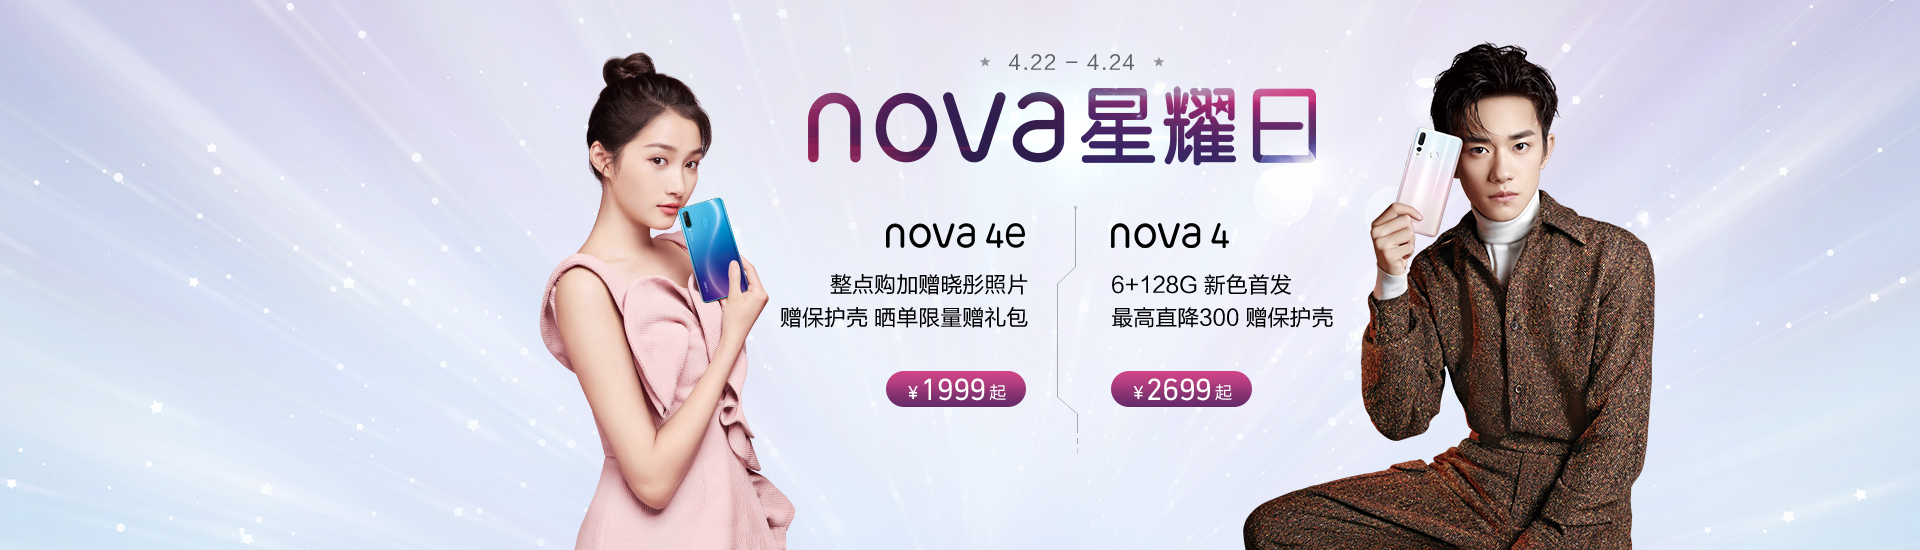 4.22 – 4.24
nova星耀日
nova 4e
整点购加赠晓彤照片
赠保护壳 晒单限量赠礼包
¥1999起
nova 4
6+128G 新色首发
最高直降300 赠保护壳
¥2699起